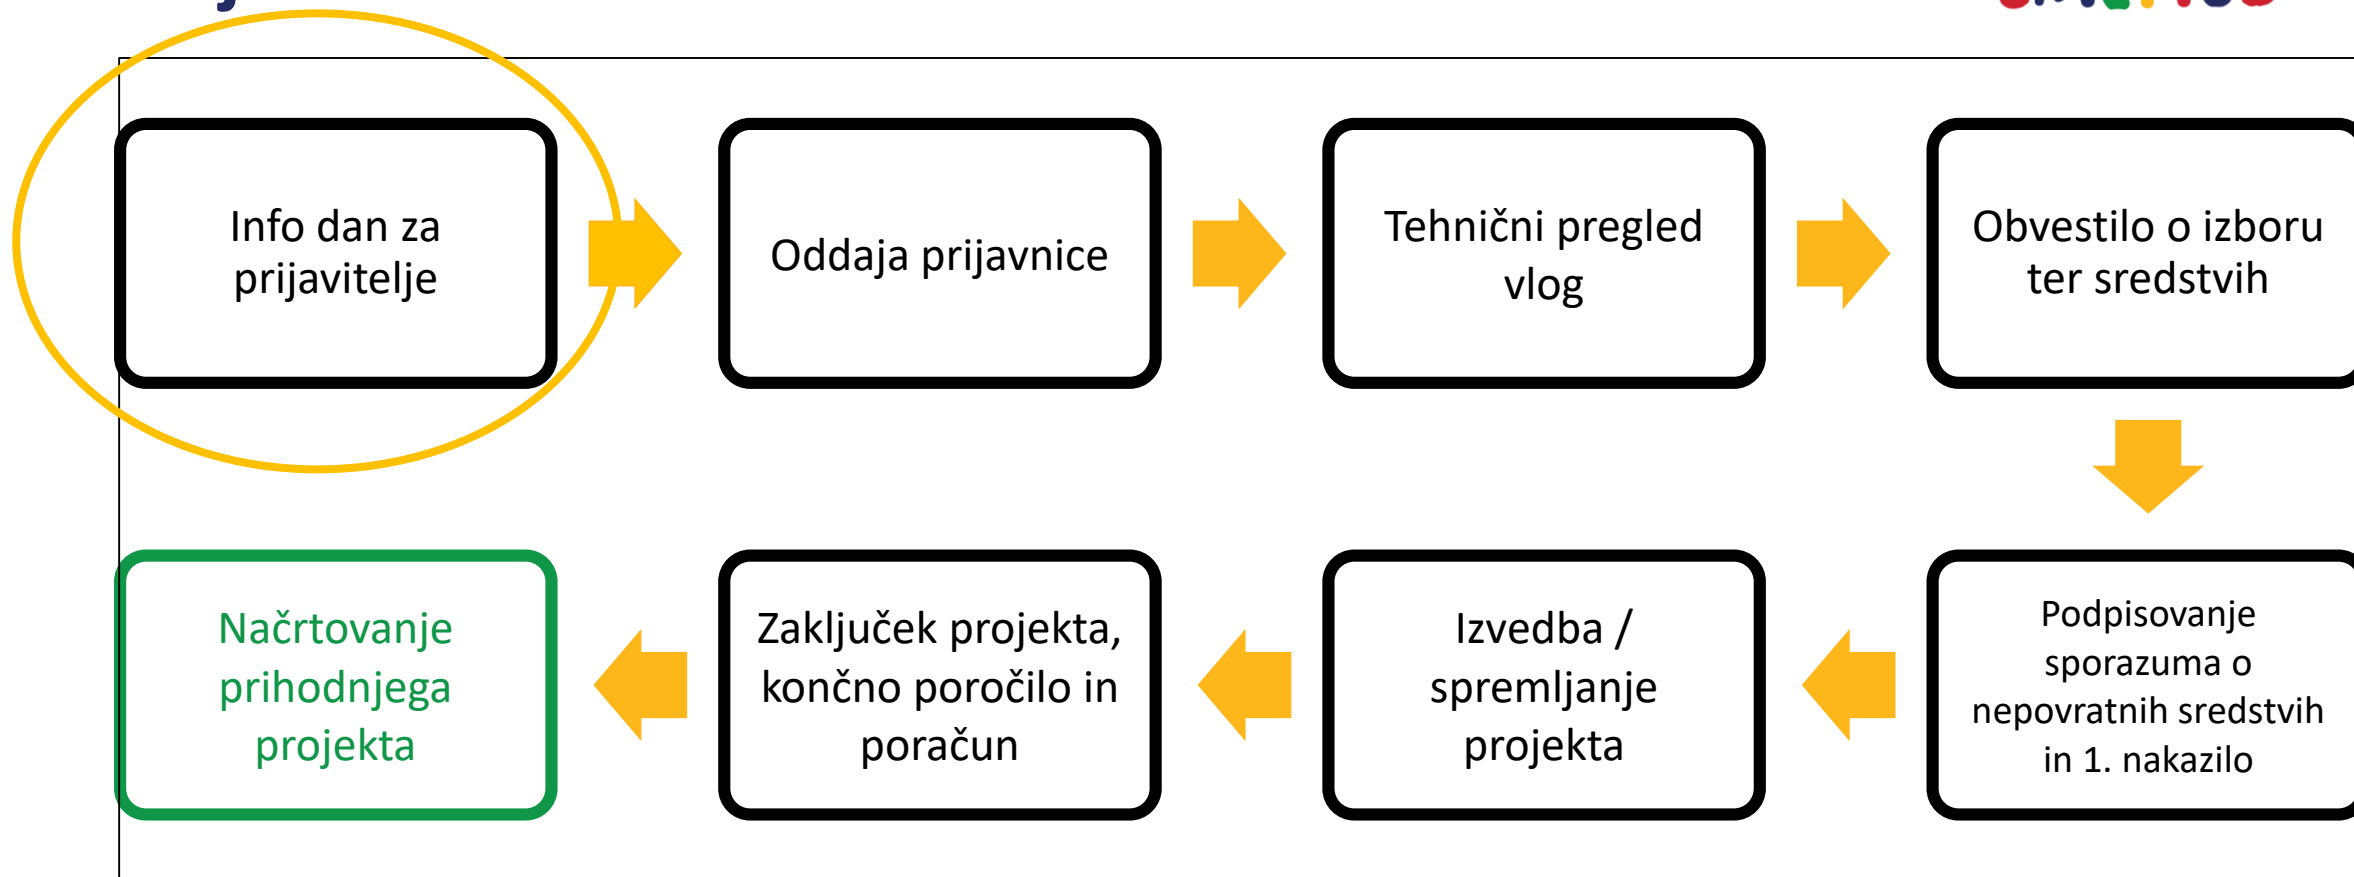 Info dan za
prijavitelje
Oddaja prijavnice
Tehnični pregled
vlog
Obvestilo o izboru
ter sredstvih
Podpisovanje
sporazuma o
nepovratnih sredstvih
in 1. nakazilo
Izvedba /
spremljanje
projekta
Zaključek projekta,
končno poročilo in
poračun
Načrtovanje
prihodnjega
projekta